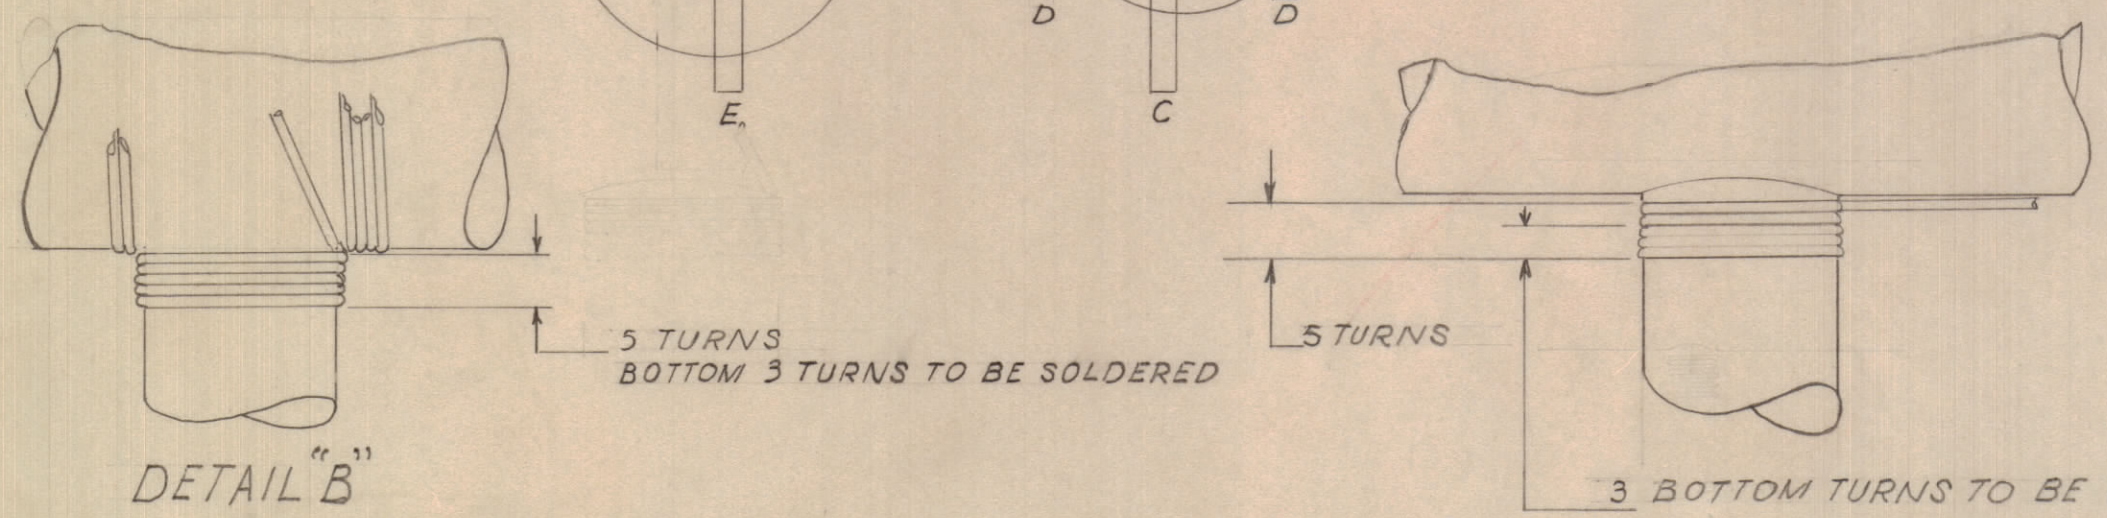 D D
E. C
5 TURNS
BOTTOM 3 TURNS TO BE SOLDERED
5 TURNS
DETAIL "B"
3 BOTTOM TURNS TO BE